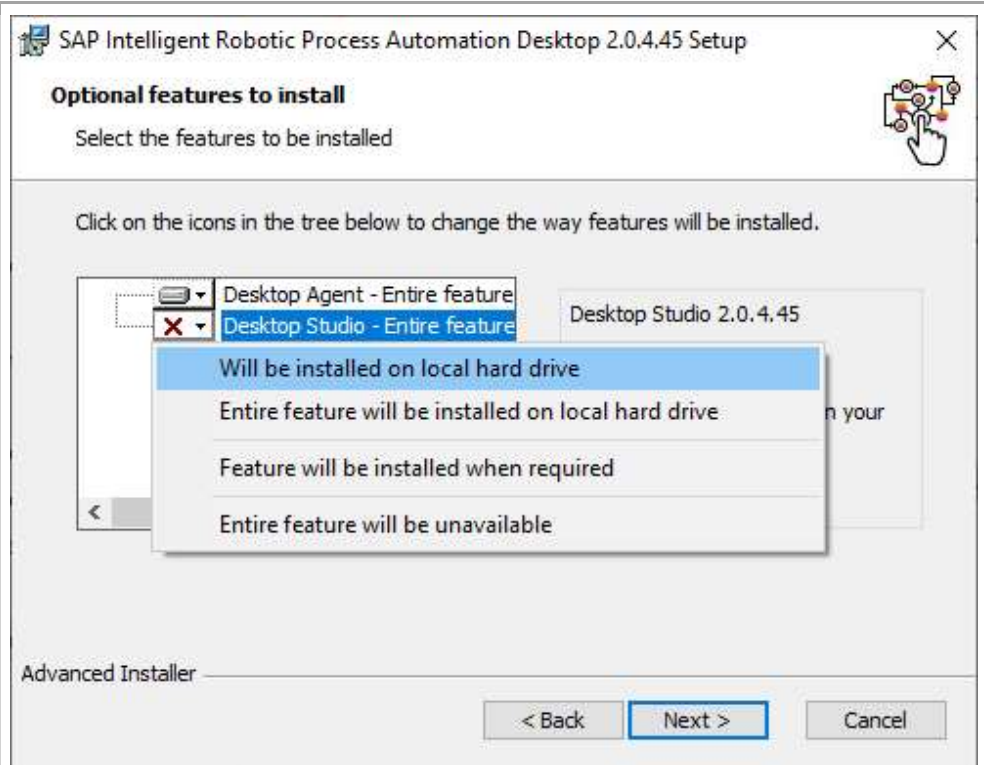 SAP Intelligent Robotic Process Automation Desktop 2.0.4.45 Setup
Optional features to install
Select the features to be installed
Click on the icons in the tree below to change the way features will be installed.
Desktop Agent - Entire feature
Desktop Studio - Entire feature
Desktop Studio 2.0.4.45
Will be installed on local hard drive
Entire feature will be installed on local hard drive
n your
Feature will be installed when required
Entire feature will be unavailable
Advanced Installer
< Back
Next >
Cancel